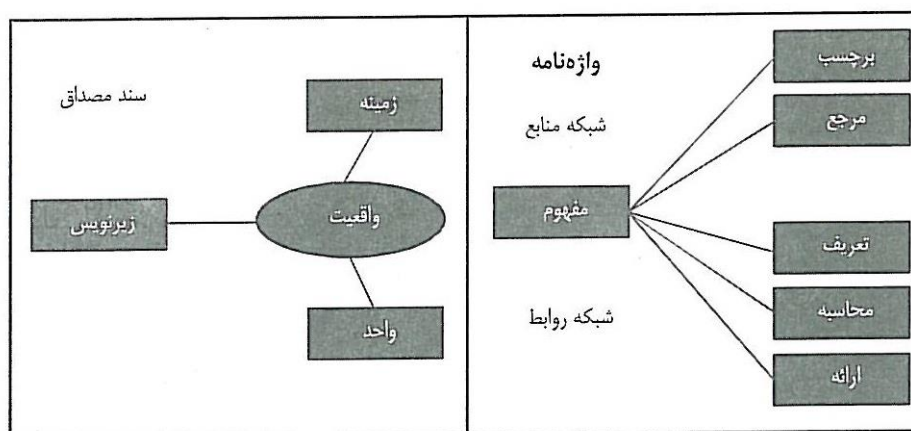 واژه‌نامه
شبکه منابع
برچسب
مرجع
مفهوم
تعریف
محاسبه
ارائه
شبکه روابط
سند مصداق
زمینه
واقعیت
زیرنویس
واحد